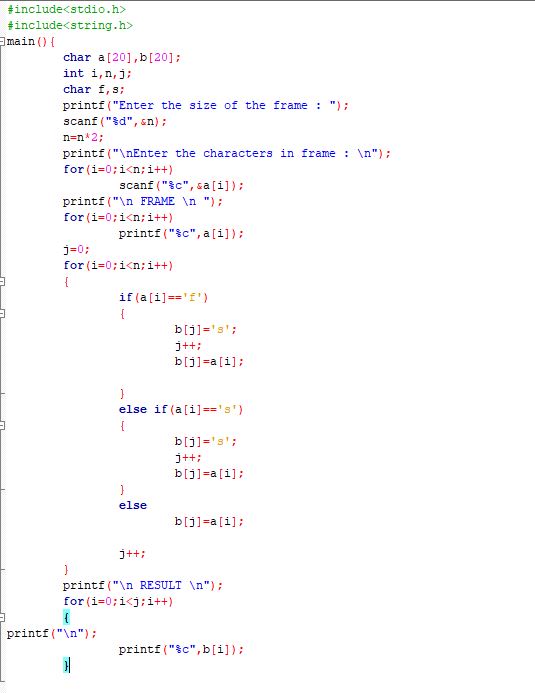 #include<stdio.h>
#include<string.h>
main(){
char a[20],b[20];
int i,n,j;
char f,s;
printf("Enter the size of the frame : ");
scanf("%d",&n);
n=n*2;
printf("\nEnter the characters in frame : \n");
for(i=0;i<n;i++)
scanf("%c",&a[i]);
printf("\n FRAME \n ");
for(i=0;i<n;i++)
printf("%c",a[i]);
j=0;
for(i=0;i<n;i++)
{
if(a[i]=='f')
{
b[j]='s';
j++;
b[j]=a[i];
}
else if(a[i]=='s')
{
b[j]='s';
j++;
b[j]=a[i];
}
else
b[j]=a[i];
j++;
}
printf("\n RESULT \n");
for(i=0;i<j;i++)
{
printf("\n");
printf("%c",b[i]);
}